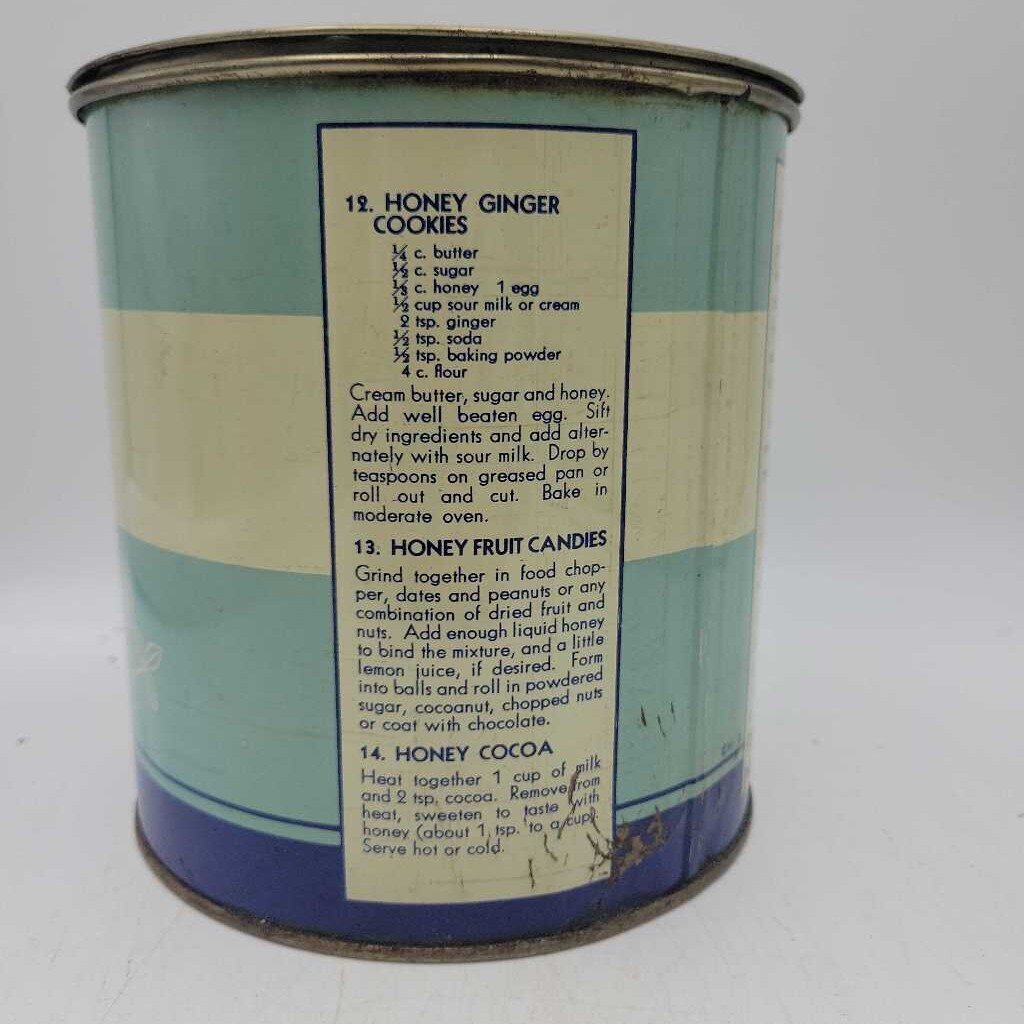 12. HONEY GINGER
COOKIES
¼ c. butter
½ c. sugar
⅓ c. honey 1 egg
½ cup sour milk or cream
2 tsp. ginger
½ tsp. soda
½ tsp. baking powder
4 c. flour
Cream butter, sugar and honey.
Add well beaten egg. Sift
dry ingredients and add alter-
nately with sour milk. Drop by
teaspoons on greased pan or
roll out and cut. Bake in
moderate oven.
13. HONEY FRUIT CANDIES
Grind together in food chop-
per, dates and peanuts or any
combination of dried fruit and
nuts. Add enough liquid honey
to bind the mixture, and a little
lemon juice, if desired. Form
into balls and roll in powdered
sugar, cocoanut, chopped nuts
or coat with chocolate.
14. HONEY COCOA
Heat together 1 cup of milk
and 2 tsp. cocoa. Remove from
heat, sweeten to taste with
honey (about 1 tsp. to a cup).
Serve hot or cold.